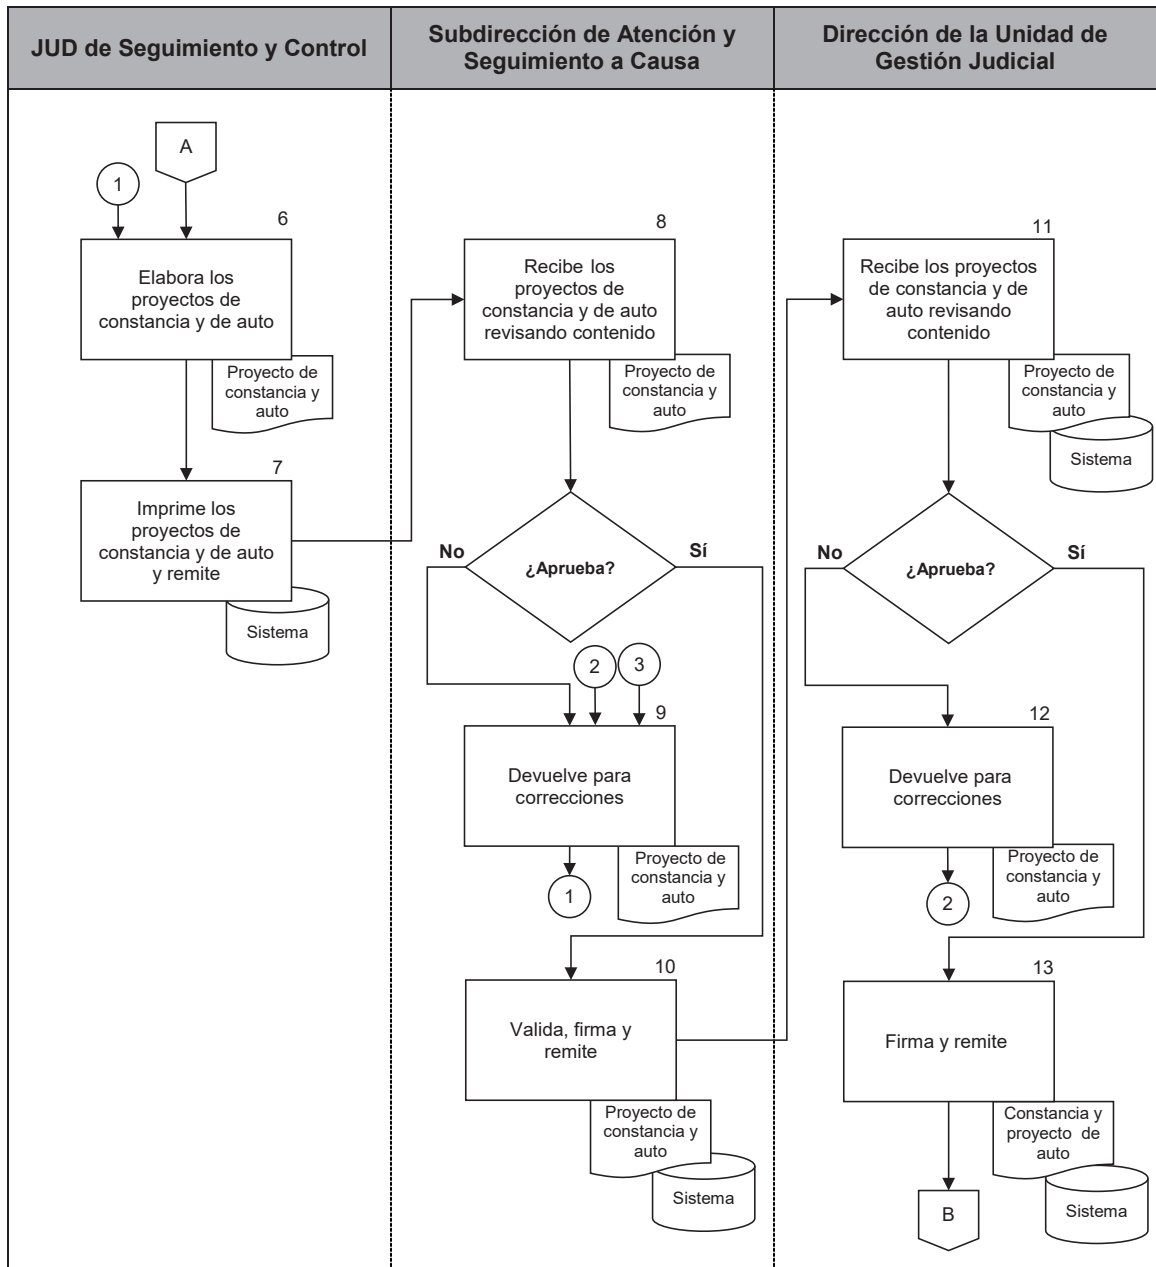 JUD de Seguimiento y Control
Subdirección de Atención y
Seguimiento a Causa
Dirección de la Unidad de
Gestión Judicial
A
1
6
Elabora los
proyectos de
constancia y de auto
Proyecto de
constancia y
auto
7
Imprime los
proyectos de
constancia y de auto
y remite
Sistema
8
Recibe los
proyectos de
constancia y de auto
revisando contenido
Proyecto de
constancia y
auto
No
¿Aprueba?
Sí
2
3
9
Devuelve para
correcciones
Proyecto de
constancia y
auto
1
10
Valida, firma y
remite
Proyecto de
constancia y
auto
Sistema
11
Recibe los proyectos
de constancia y de
auto revisando
contenido
Proyecto de
constancia y
auto
Sistema
No
¿Aprueba?
Sí
12
Devuelve para
correcciones
Proyecto de
constancia y
auto
2
13
Firma y remite
Constancia y
proyecto de
auto
Sistema
B